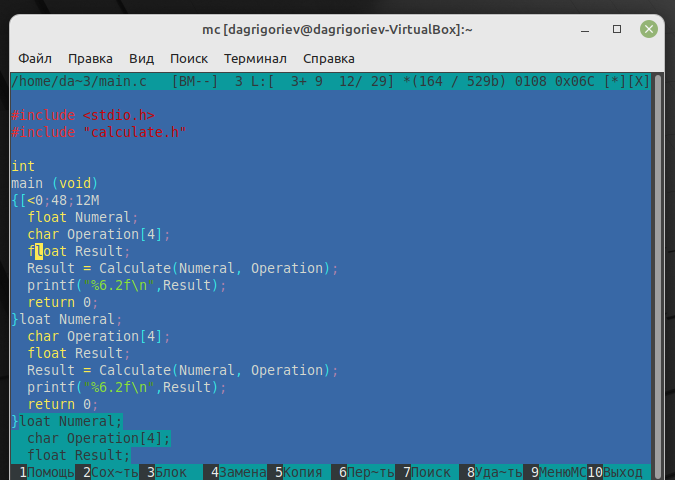 mc [dagrigoriev@dagrigoriev-VirtualBox]:~
Файл Правка Вид Поиск Терминал Справка
/home/da~3/main.c [BM--] 3 L:[ 3+ 9 12/ 29] *(164 / 529b) 0108 0x06C [*][X]
#include <stdio.h>
#include "calculate.h"
int
main (void)
{[<0;48;12M
float Numeral;
char Operation[4];
float Result;
Result = Calculate(Numeral, Operation);
printf("%6.2f\n",Result);
return 0;
}loat Numeral;
char Operation[4];
float Result;
Result = Calculate(Numeral, Operation);
printf("%6.2f\n",Result);
return 0;
}loat Numeral;
char Operation[4];
float Result;
1Помощь 2Сох~ть 3Блок 4Замена 5Копия 6Пер~ть 7Поиск 8Уда~ть 9МенюMC 10Выход